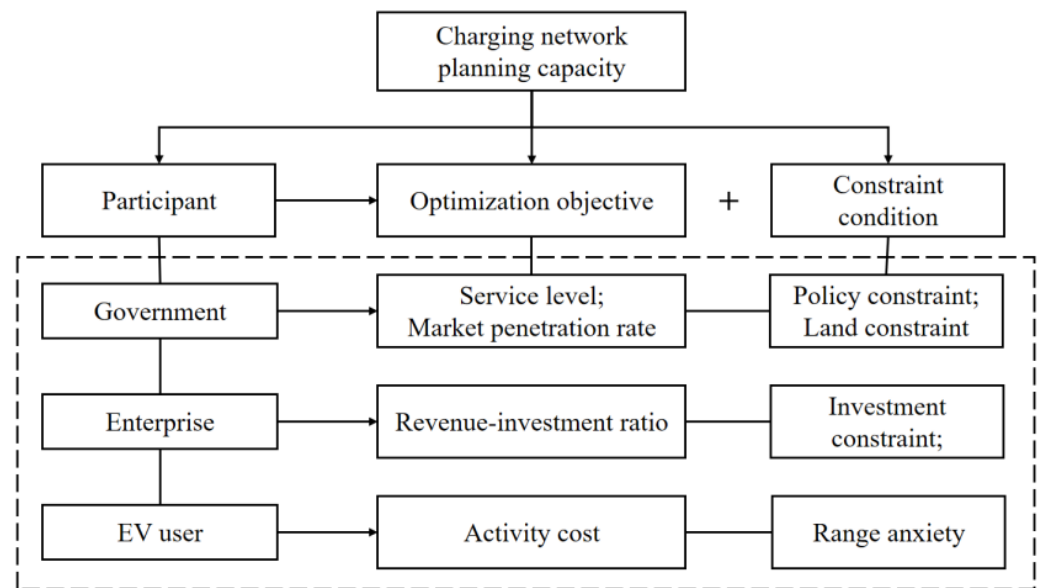 Charging network
planning capacity
Participant
Optimization objective
+
Constraint
condition
Government
Service level;
Market penetration rate
Policy constraint;
Land constraint
Enterprise
Revenue-investment ratio
Investment
constraint;
EV user
Activity cost
Range anxiety